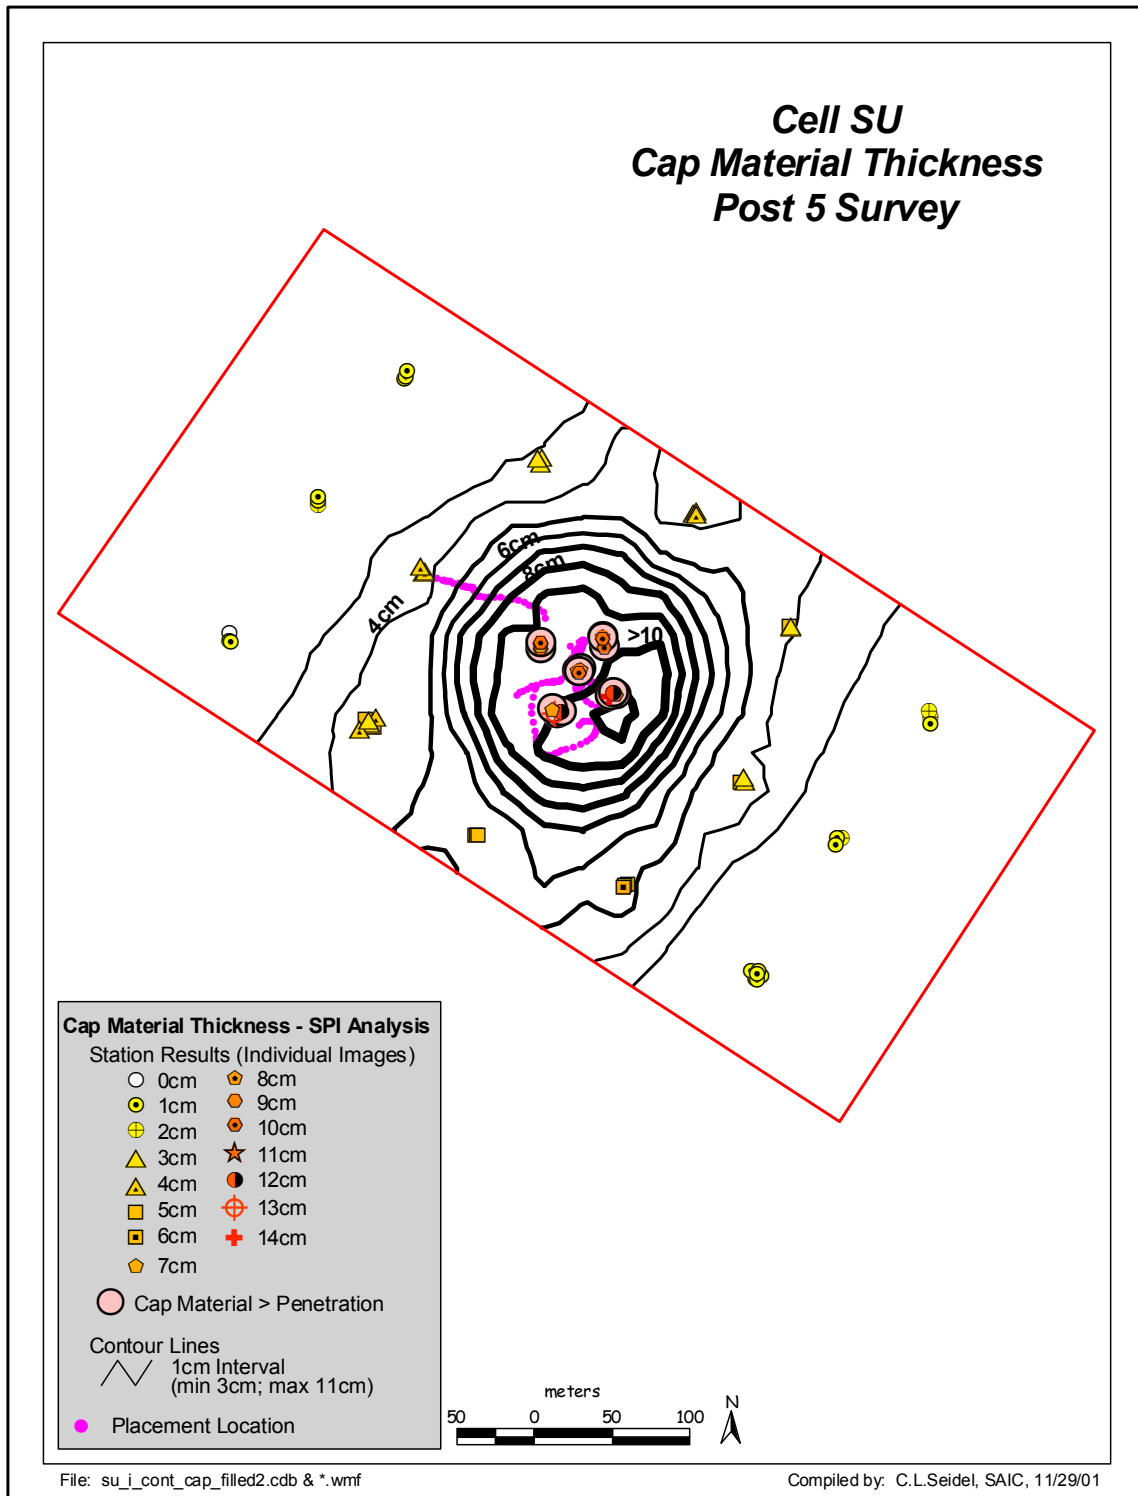 Cell SU
Cap Material Thickness
Post 5 Survey
6cm
8cm
4cm
>10
Cap Material Thickness - SPI Analysis
Station Results (Individual Images)
0cm
1cm
2cm
3cm
4cm
5cm
6cm
7cm
8cm
9cm
10cm
11cm
12cm
13cm
14cm
Cap Material > Penetration
Contour Lines
1cm Interval
(min 3cm; max 11cm)
Placement Location
meters
50 0 50 100
N
File: su_i_cont_cap_filled2.cdb & *.wmf
Compiled by: C.L.Seidel, SAIC, 11/29/01